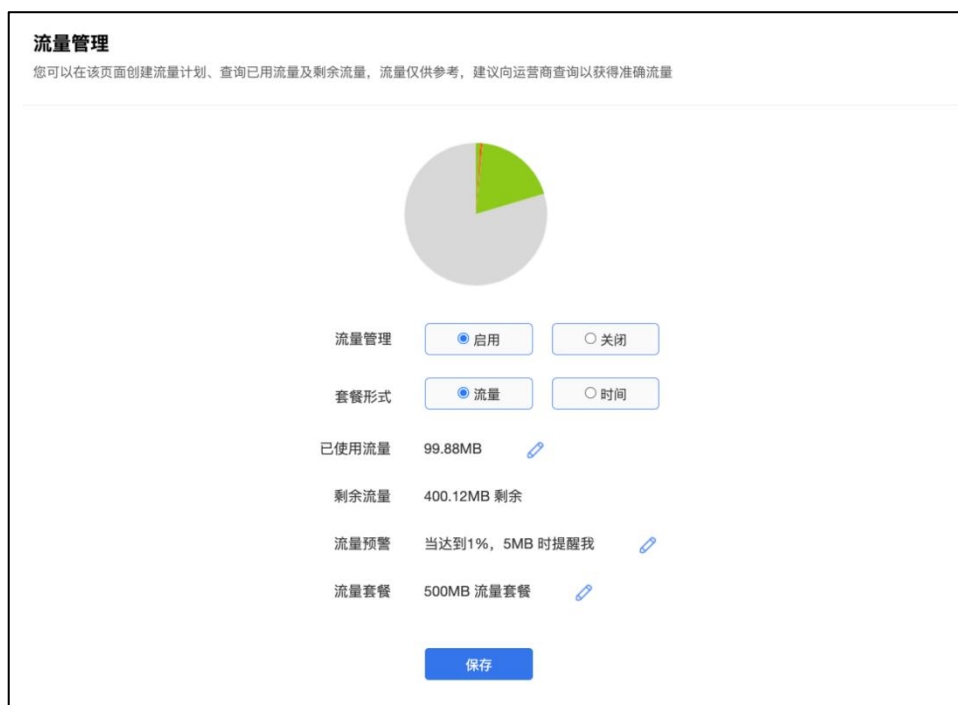 流量管理
您可以在该页面创建流量计划、查询已用流量及剩余流量，流量仅供参考，建议向运营商查询以获得准确流量
流量管理 启用 关闭
套餐形式 流量 时间
已使用流量 99.88MB
剩余流量 400.12MB 剩余
流量预警 当达到1%，5MB 时提醒我
流量套餐 500MB 流量套餐
保存